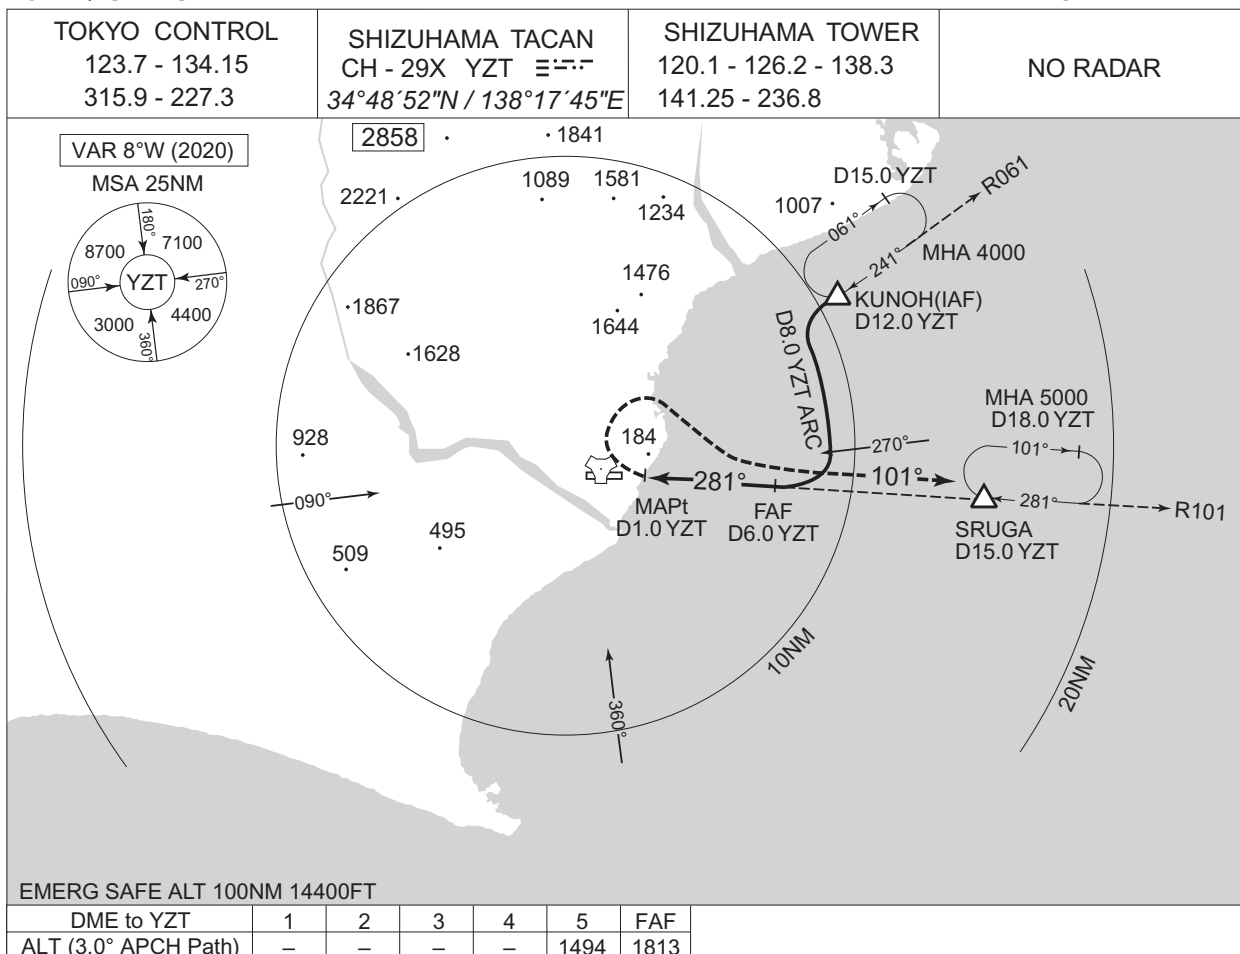 TOKYO CONTROL
123.7 - 134.15
315.9 - 227.3
SHIZUHAMA TACAN
CH - 29X YZT
34°48´52"N / 138°17´45"E
SHIZUHAMA TOWER
120.1 - 126.2 - 138.3
141.25 - 236.8
NO RADAR
VAR 8°W (2020)
MSA 25NM
180°
8700
7100
090°
YZT
270°
3000
4400
360°
2858
1841
2221
1089
1581
1234
1007
D15.0 YZT
R061
061°
241°
MHA 4000
KUNOH(IAF)
D12.0 YZT
1476
1644
1867
1628
D8.0 YZT ARC
MHA 5000
D18.0 YZT
928
184
270°
101°
281°
101°
281°
R101
090°
MAPt
D1.0 YZT
FAF
D6.0 YZT
SRUGA
D15.0 YZT
495
509
10NM
20NM
360°
EMERG SAFE ALT 100NM 14400FT
DME to YZT 1 2 3 4 5 FAF
ALT (3.0° APCH Path) – – – – 1494 1813